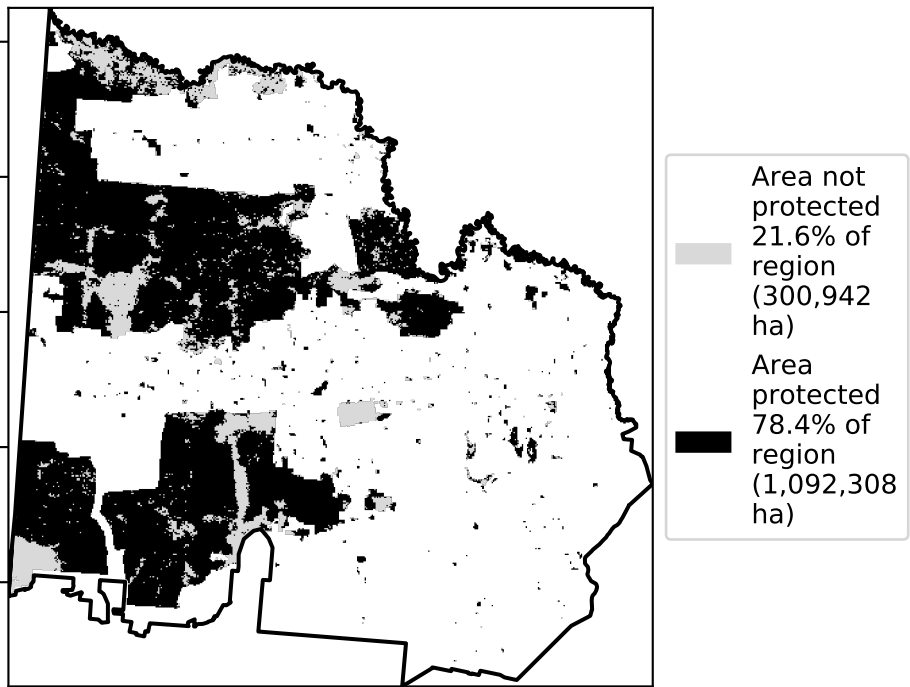 Area not
protected
21.6% of
region
(300,942
ha)
Area
protected
78.4% of
region
(1,092,308
ha)